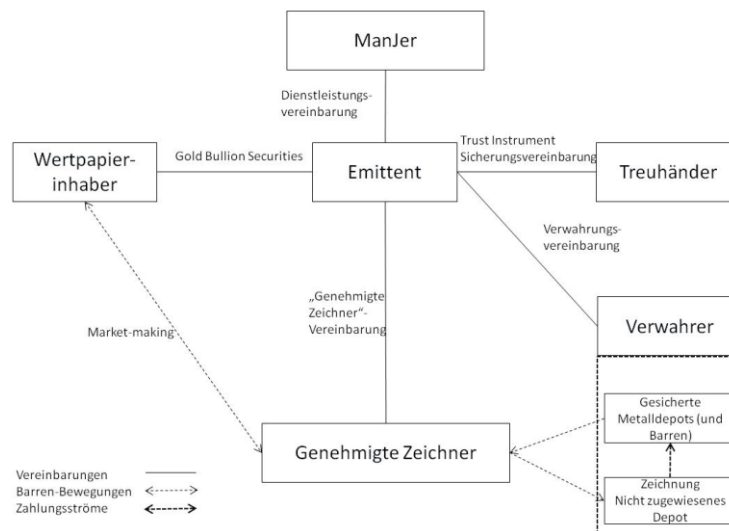 ManJer
Dienstleistungs-
vereinbarung
Wertpapier-
inhaber
Gold Bullion Securities
Emittent
Trust Instrument
Sicherungsvereinbarung
Treuhänder
Verwahrungs-
vereinbarung
„Genehmigte
Zeichner“-
Vereinbarung
Market-making
Verwahrer
Gesicherte
Metalldepots (und
Barren)
Genehmigte Zeichner
Zeichnung
Nicht zugewiesenes
Depot
Vereinbarungen
Barren-Bewegungen
Zahlungsströme